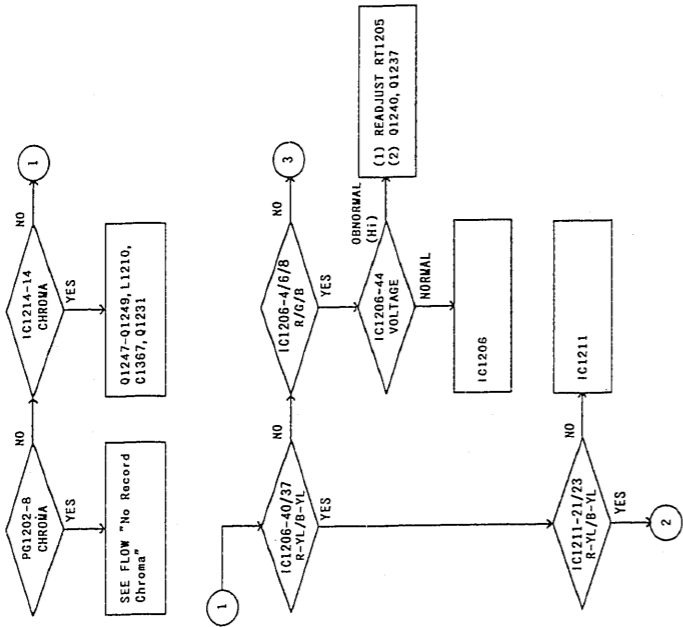 PG1202-8
CHROMA
NO
YES
SEE FLOW "No Record
Chroma"
IC1214-14
CHROMA
NO
YES
1
Q1247-Q1249, L1210,
C1367, Q1231
1
IC1206-40/37
R-YL/B-YL
NO
YES
IC1206-4/6/8
R/G/B
NO
YES
3
IC1206-44
VOLTAGE
OBNORMAL
(Hi)
NORMAL
(1) READJUST RT1205
(2) Q1240, Q1237
IC1206
IC1211-21/23
R-YL/B-YL
NO
YES
IC1211
2